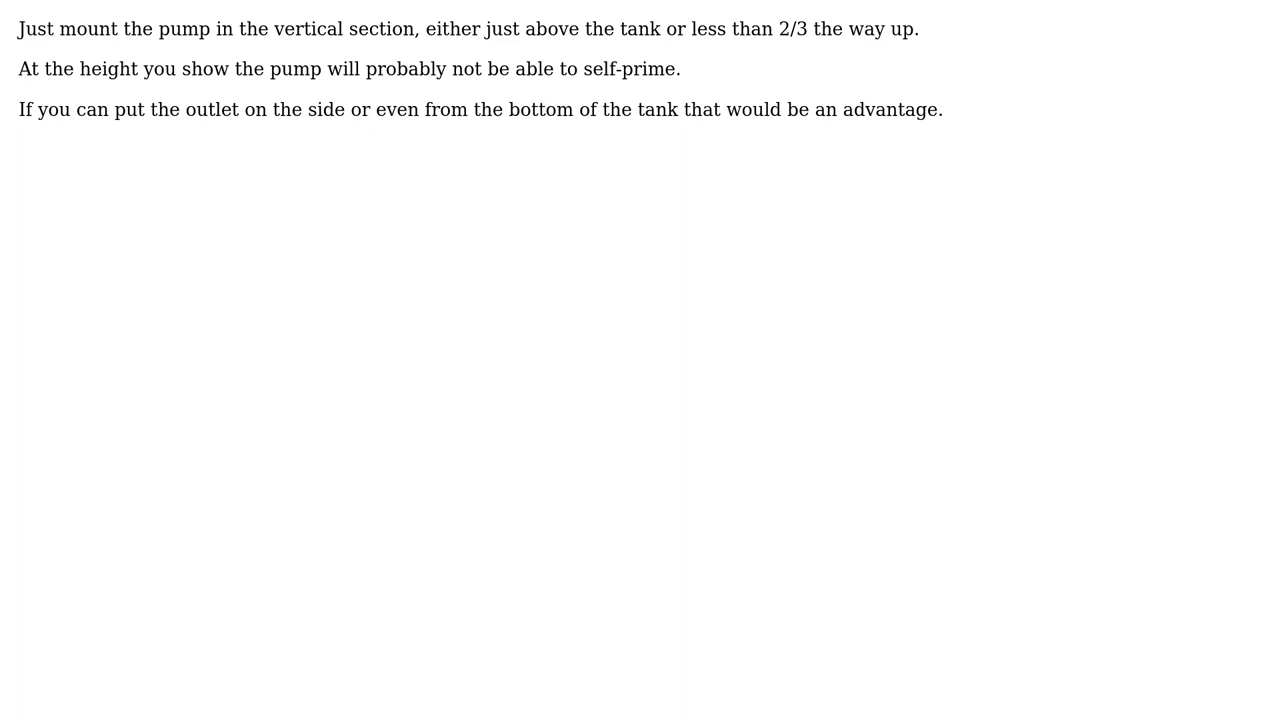 Just mount the pump in the vertical section, either just above the tank or less than 2/3 the way up.
At the height you show the pump will probably not be able to self-prime.
If you can put the outlet on the side or even from the bottom of the tank that would be an advantage.